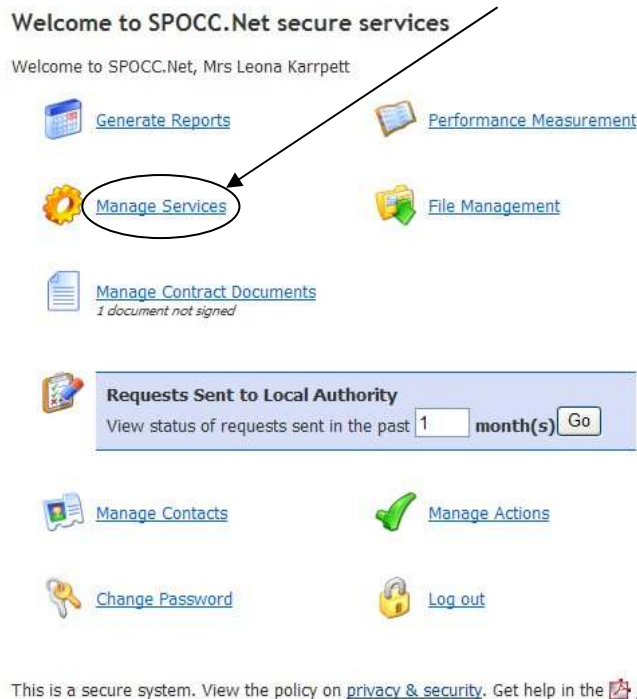 Welcome to SPOCC.Net secure services
Welcome to SPOCC.Net, Mrs Leona Karrpett
Generate Reports
Performance Measurement
Manage Services
File Management
Manage Contract Documents
1 document not signed
Requests Sent to Local Authority
View status of requests sent in the past 1 month(s) Go
Manage Contacts
Manage Actions
Change Password
Log out
This is a secure system. View the policy on privacy & security. Get help in the